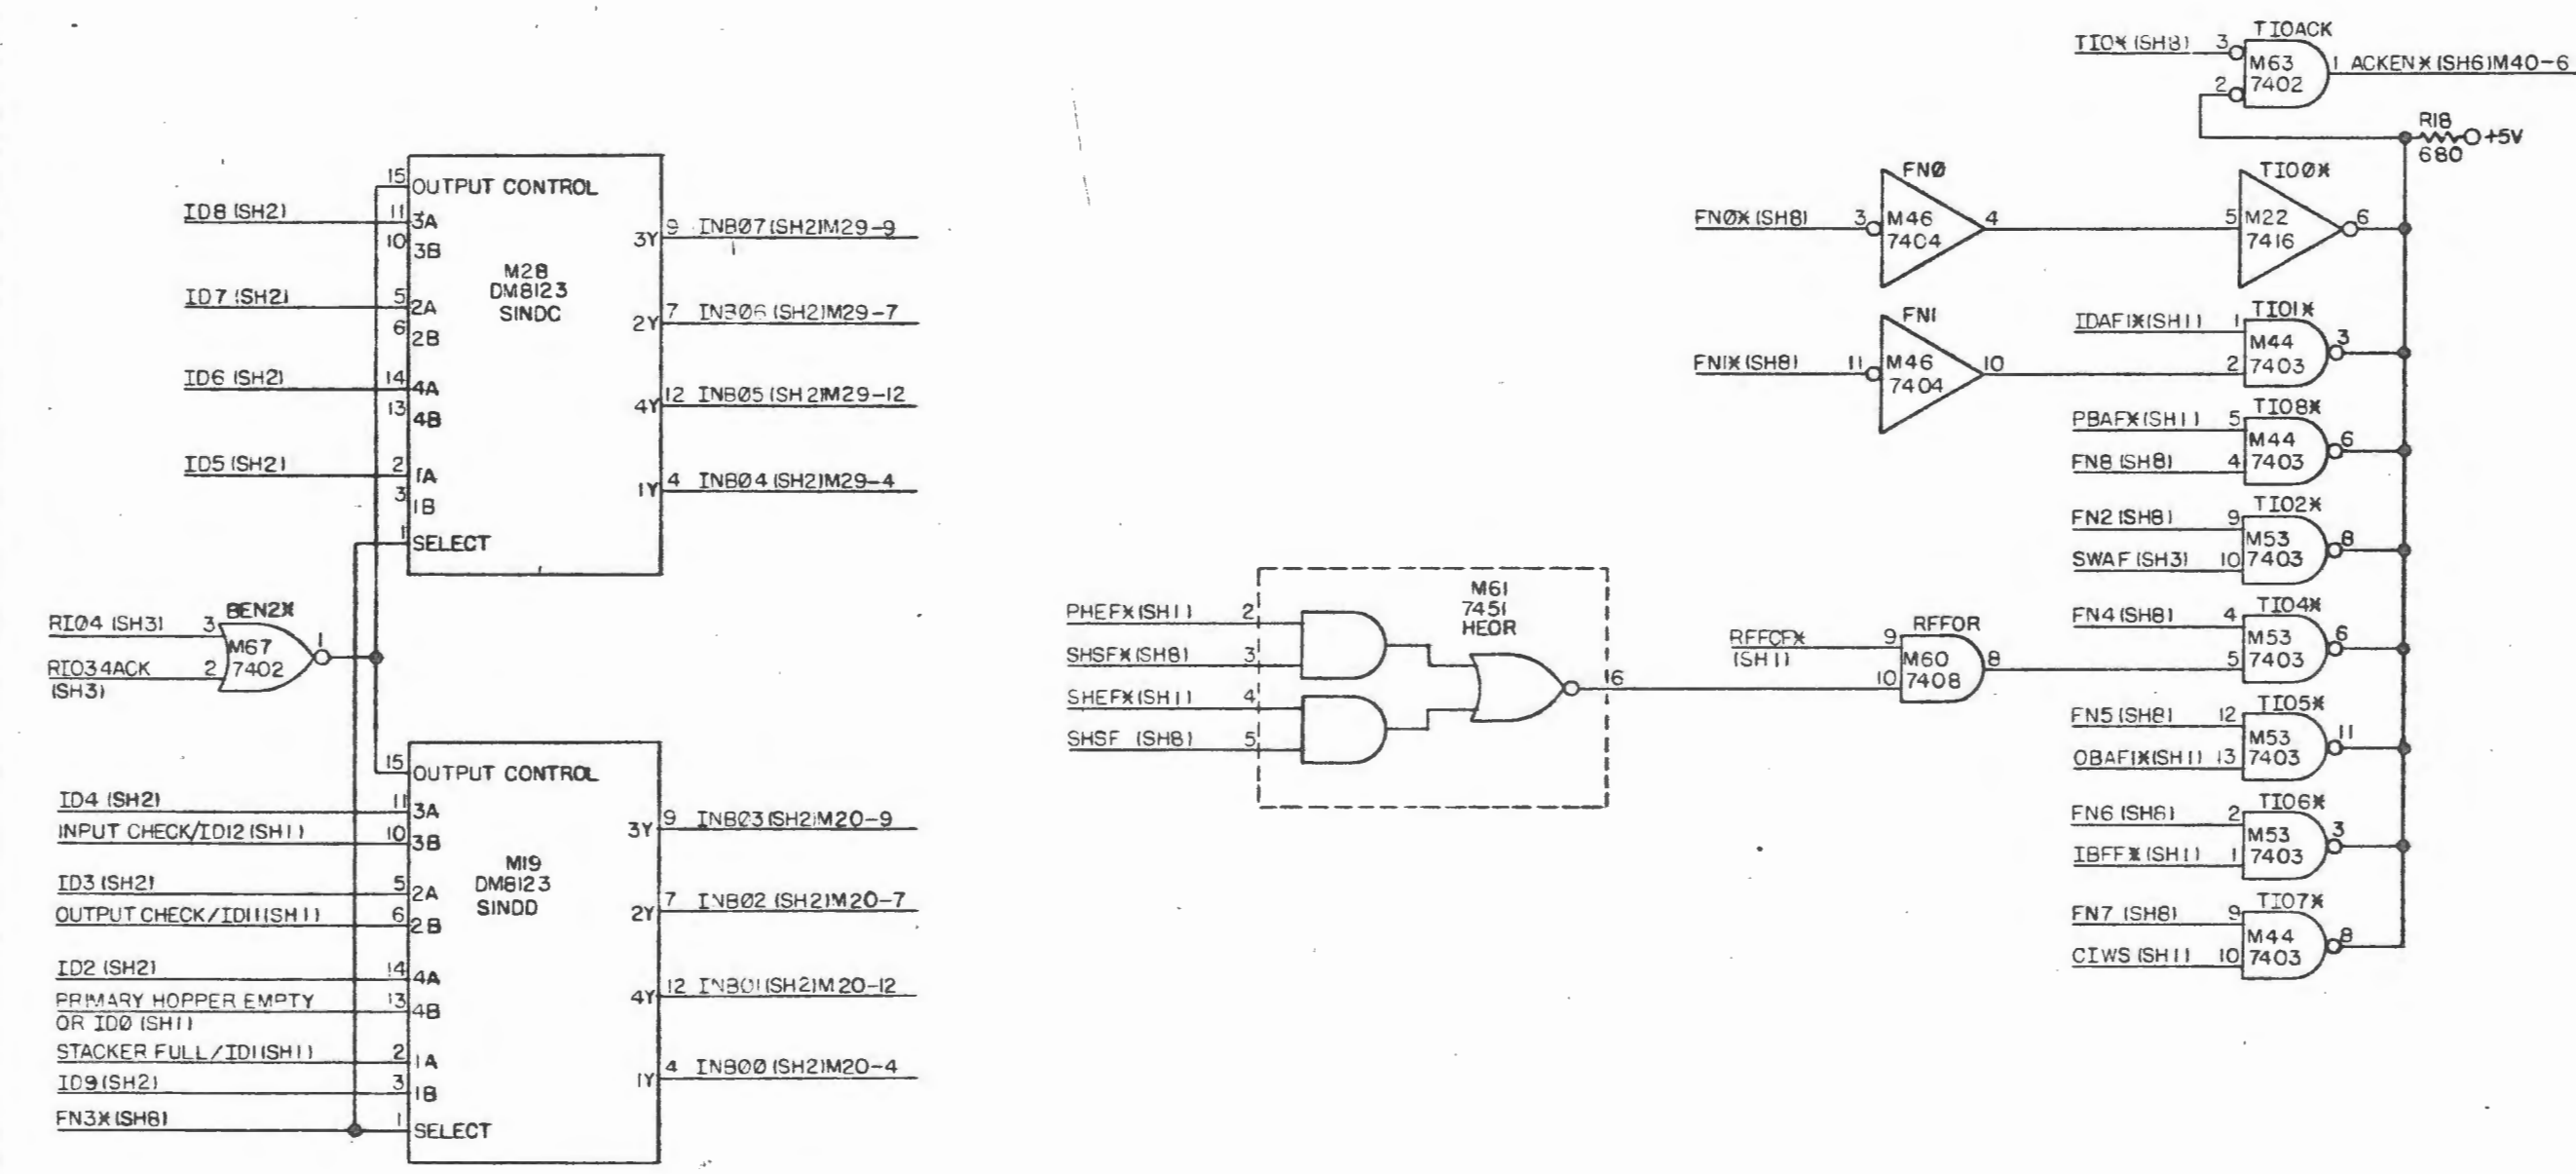 ID8 (SH2)
ID7 (SH2)
ID6 (SH2)
ID5 (SH2)
15 OUTPUT CONTROL
11 3A
10 3B
5 2A
6 2B
14 4A
13 4B
2 1A
3 1B
1 SELECT
M28
DM8123
SINDC
3Y 9 INBØ7 (SH2)M29-9
2Y 7 INBØ6 (SH2)M29-7
4Y 12 INBØ5 (SH2)M29-12
1Y 4 INBØ4 (SH2)M29-4
BEN2*
RIO4 (SH3) 3
RIO34ACK 2
(SH3)
M67
7402
1
ID4 (SH2)
INPUT CHECK/ID12 (SH1)
ID3 (SH2)
OUTPUT CHECK/ID11 (SH1)
ID2 (SH2)
PRIMARY HOPPER EMPTY
OR IDØ (SH1)
STACKER FULL/ID1 (SH1)
ID9 (SH2)
FN3* (SH8)
15 OUTPUT CONTROL
11 3A
10 3B
5 2A
6 2B
14 4A
13 4B
2 1A
3 1B
1 SELECT
M19
DM8123
SINDD
3Y 9 INBØ3 (SH2)M20-9
2Y 7 INBØ2 (SH2)M20-7
4Y 12 INBØ1 (SH2)M20-12
1Y 4 INBØØ (SH2)M20-4
PHEF* (SH1) 2
SHSF* (SH8) 3
SHEF* (SH1) 4
SHSF (SH8) 5
M61
7451
HEOR
6
RFFOR
RFFCF* 9
(SH1)
10
M60
7408
8
FNØ
FNØ* (SH8) 3
M46
7404
4
FN1
FN1* (SH8) 11
M46
7404
10
TIOACK
TIO* (SH8) 3
2
M63
7402
1 ACKEN* (SH6)M40-6
R18
680
+5V
TIOØ*
5 M22 6
7416
TIO1*
IDAF1* (SH1) 1
2
M44
7403
3
TIO8*
PBAF* (SH1) 5
FN8 (SH8) 4
M44
7403
6
TIO2*
FN2 (SH8) 9
SWAF (SH3) 10
M53
7403
8
TIO4*
FN4 (SH8) 4
5
M53
7403
6
TIO5*
FN5 (SH8) 12
OBAF1* (SH1) 13
M53
7403
11
TIO6*
FN6 (SH8) 2
IBFF* (SH1) 1
M53
7403
3
TIO7*
FN7 (SH8) 9
CIWS (SH1) 10
M44
7403
8